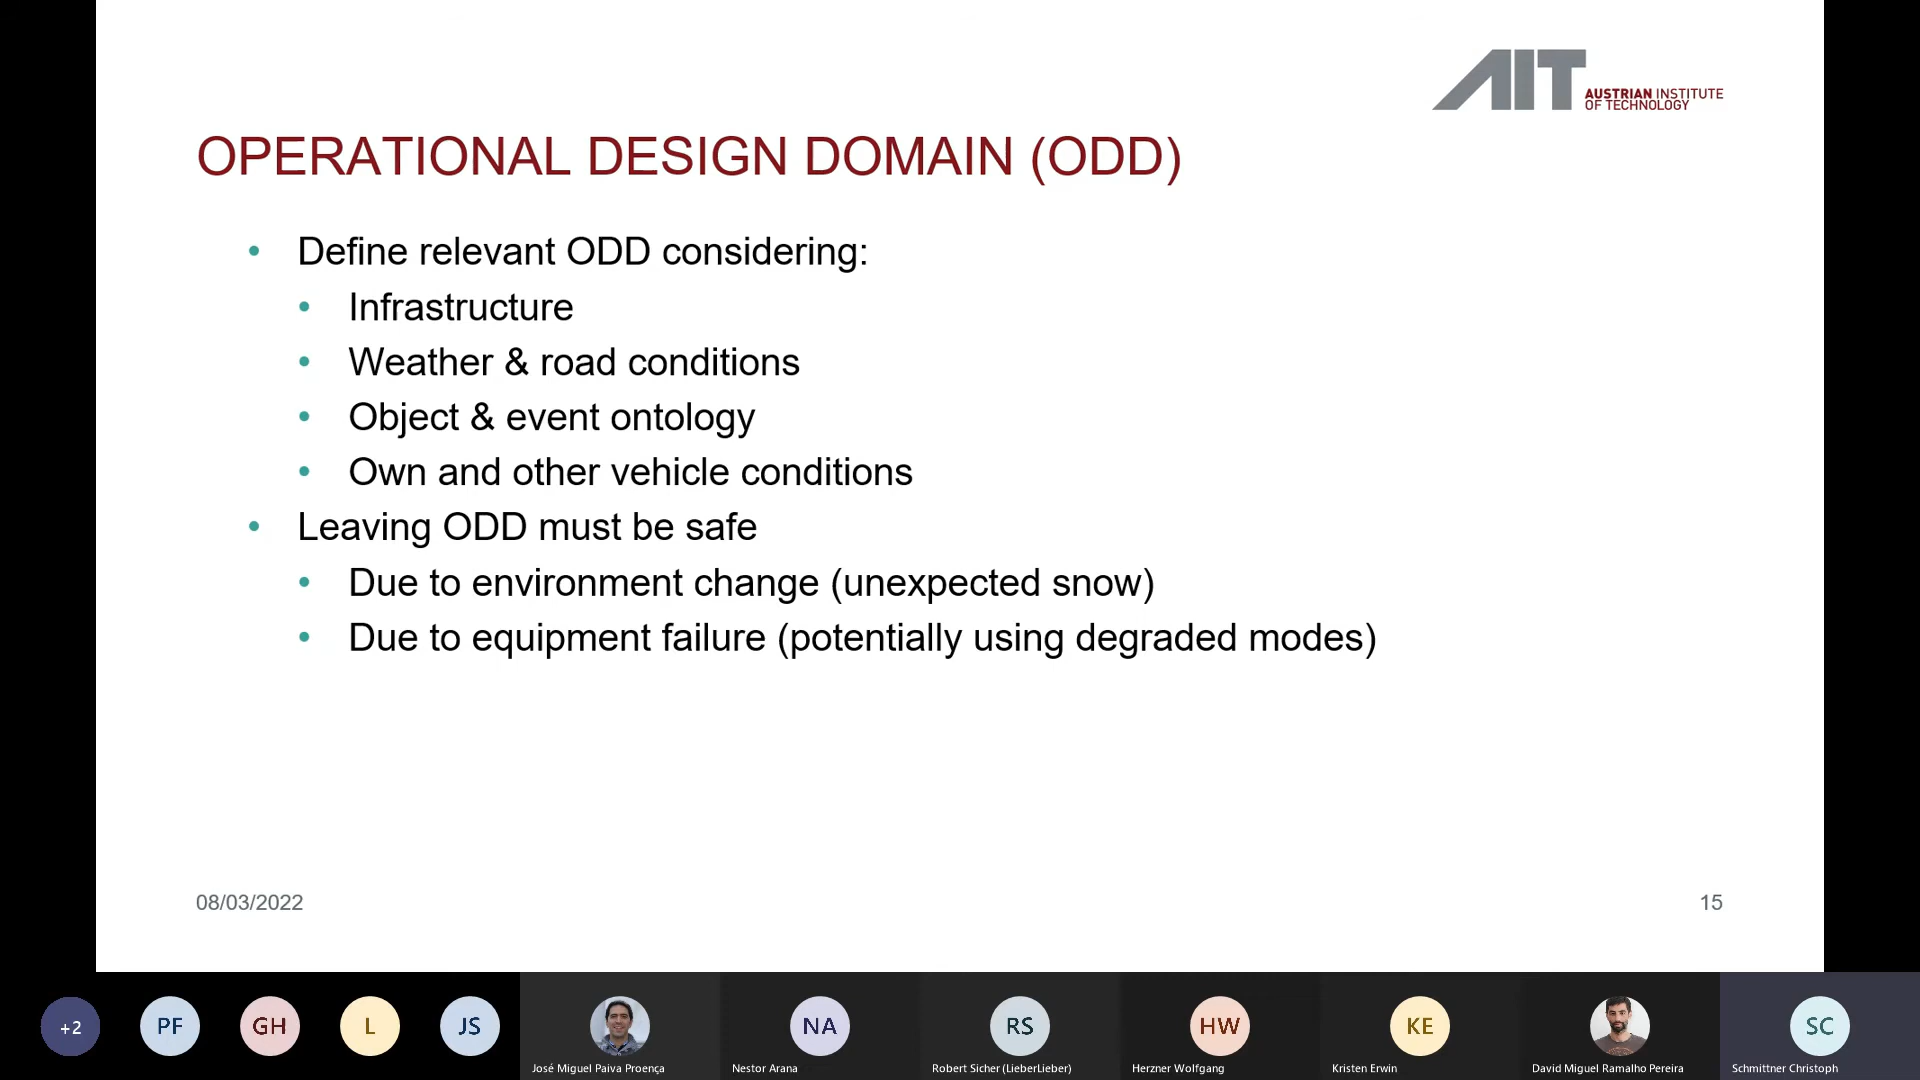 AIT
AUSTRIAN INSTITUTE
OF TECHNOLOGY
OPERATIONAL DESIGN DOMAIN (ODD)
• Define relevant ODD considering:
• Infrastructure
• Weather & road conditions
• Object & event ontology
• Own and other vehicle conditions
• Leaving ODD must be safe
• Due to environment change (unexpected snow)
• Due to equipment failure (potentially using degraded modes)
08/03/2022
15
+2
PF
GH
L
JS
NA
RS
HW
KE
SC
José Miguel Paiva Proença
Nestor Arana
Robert Sicher (LieberLieber)
Herzner Wolfgang
Kristen Erwin
David Miguel Ramalho Pereira
Schmittner Christoph